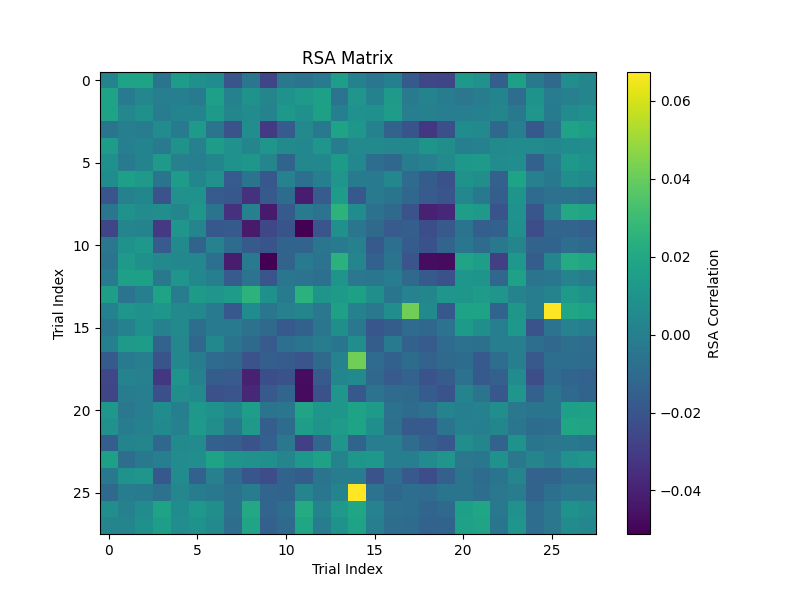 RSA Matrix
0
5
10
15
20
25
Trial Index
0 5 10 15 20 25
Trial Index
0.06
0.04
0.02
0.00
−0.02
−0.04
RSA Correlation